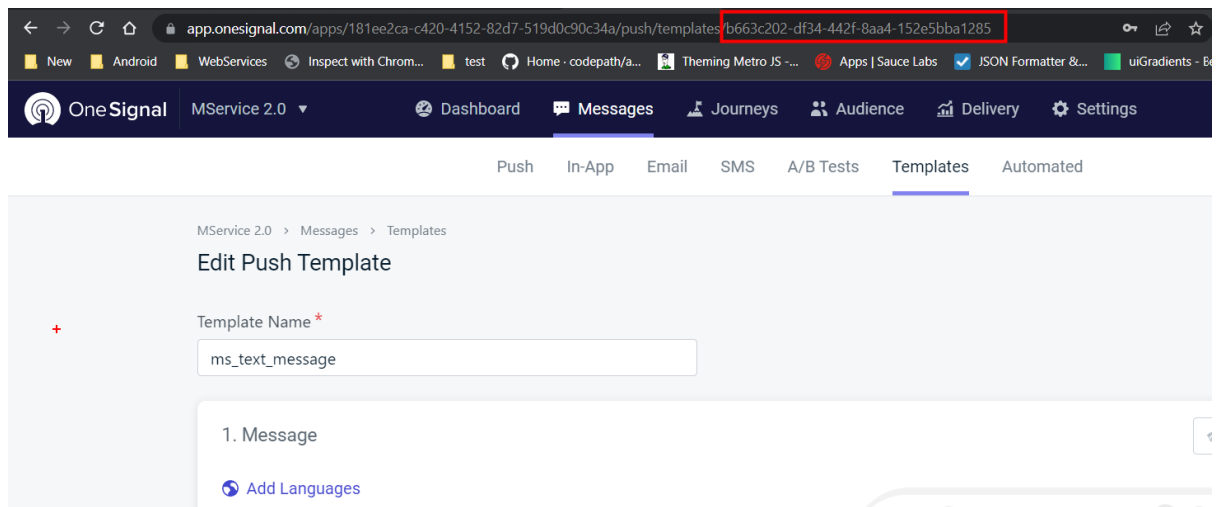 app.onesignal.com/apps/181ee2ca-c420-4152-82d7-519d0c90c34a/push/templates/b663c202-df34-442f-8aa4-152e5bba1285
New Android WebServices Inspect with Chrom... test Home · codepath/a... Theming Metro JS -... Apps | Sauce Labs JSON Formatter &... uiGradients - Be
OneSignal MService 2.0 Dashboard Messages Journeys Audience Delivery Settings
Push In-App Email SMS A/B Tests Templates Automated
MService 2.0 > Messages > Templates
Edit Push Template
Template Name *
ms_text_message
1. Message
Add Languages